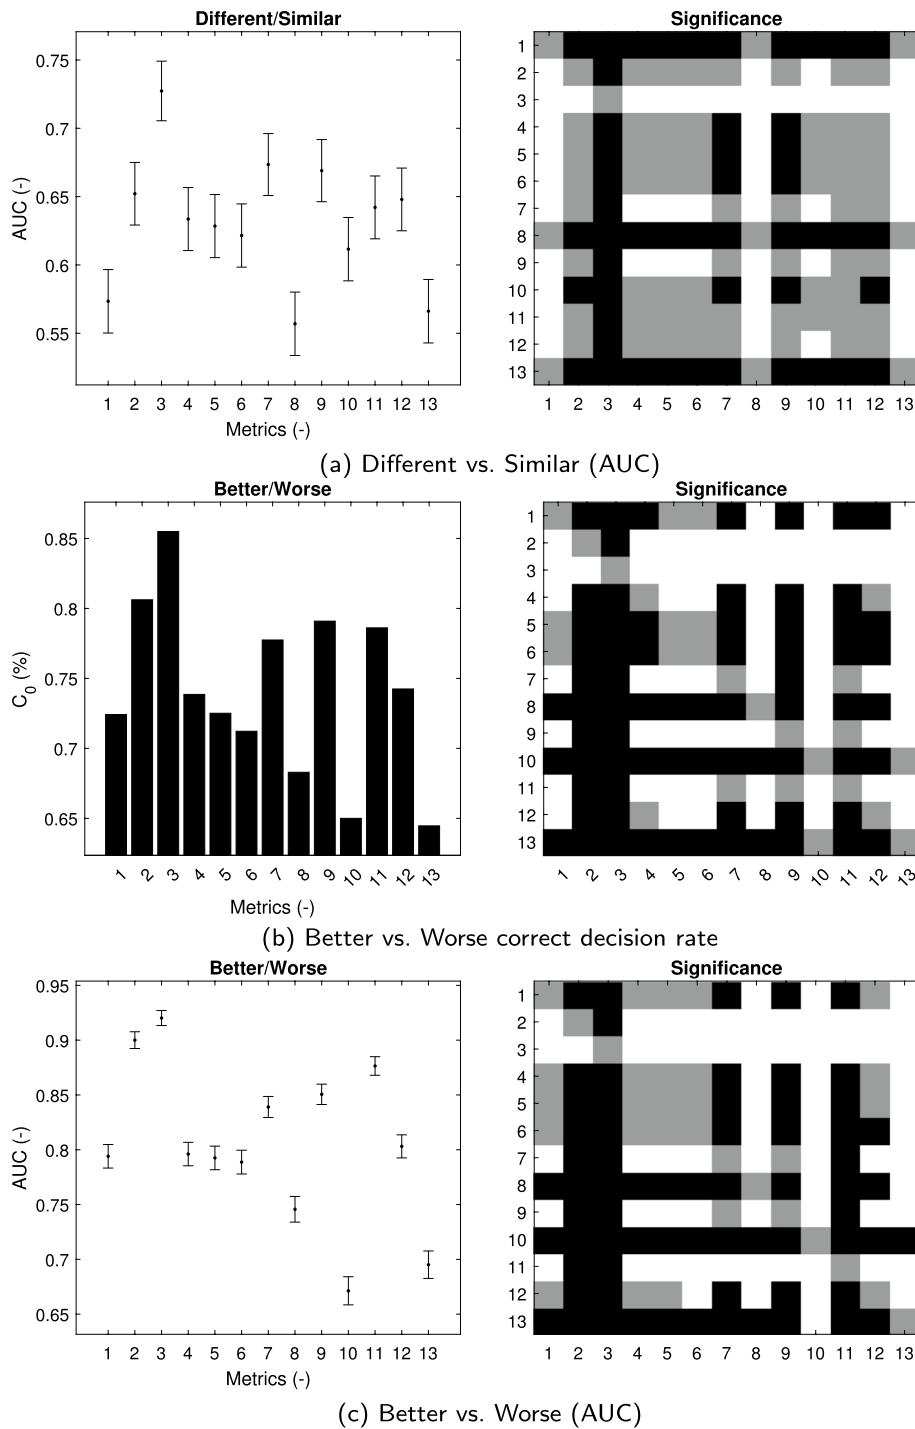 Different/Similar
Significance
AUC (-)
0.75
0.7
0.65
0.6
0.55
1 2 3 4 5 6 7 8 9 10 11 12 13
Metrics (-)
1
2
3
4
5
6
7
8
9
10
11
12
13
1 2 3 4 5 6 7 8 9 10 11 12 13
(a) Different vs. Similar (AUC)
Better/Worse
Significance
C0 (%)
0.85
0.8
0.75
0.7
0.65
1 2 3 4 5 6 7 8 9 10 11 12 13
Metrics (-)
1
2
3
4
5
6
7
8
9
10
11
12
13
1 2 3 4 5 6 7 8 9 10 11 12 13
(b) Better vs. Worse correct decision rate
Better/Worse
Significance
AUC (-)
0.95
0.9
0.85
0.8
0.75
0.7
0.65
1 2 3 4 5 6 7 8 9 10 11 12 13
Metrics (-)
1
2
3
4
5
6
7
8
9
10
11
12
13
1 2 3 4 5 6 7 8 9 10 11 12 13
(c) Better vs. Worse (AUC)